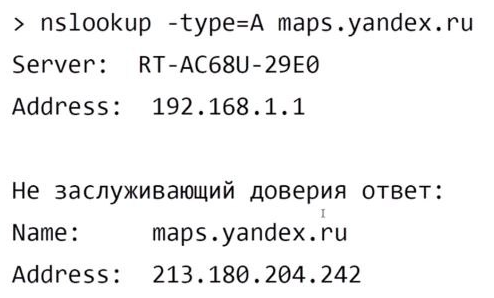 > nslookup -type=A maps.yandex.ru
Server: RT-AC68U-29E0
Address: 192.168.1.1
Не заслуживающий доверия ответ:
Name: maps.yandex.ru
Address: 213.180.204.242